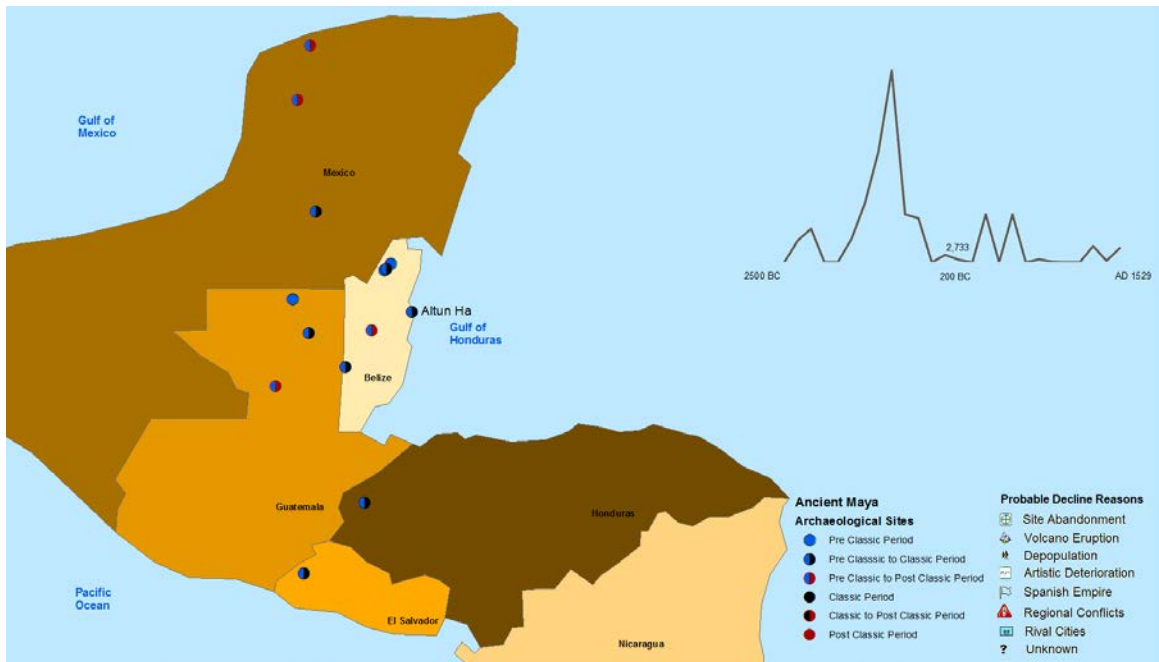 Gulf of
Mexico
Mexico
2,733
2500 BC
200 BC
AD 1529
Altun Ha
Gulf of
Honduras
Belize
Guatemala
Honduras
Pacific
Ocean
El Salvador
Nicaragua
Ancient Maya
Archaeological Sites
Pre Classic Period
Pre Classsic to Classic Period
Pre Classic to Post Classic Period
Classic Period
Classic to Post Classic Period
Post Classic Period
Probable Decline Reasons
Site Abandonment
Volcano Eruption
Depopulation
Artistic Deterioration
Spanish Empire
Regional Conflicts
Rival Cities
? Unknown